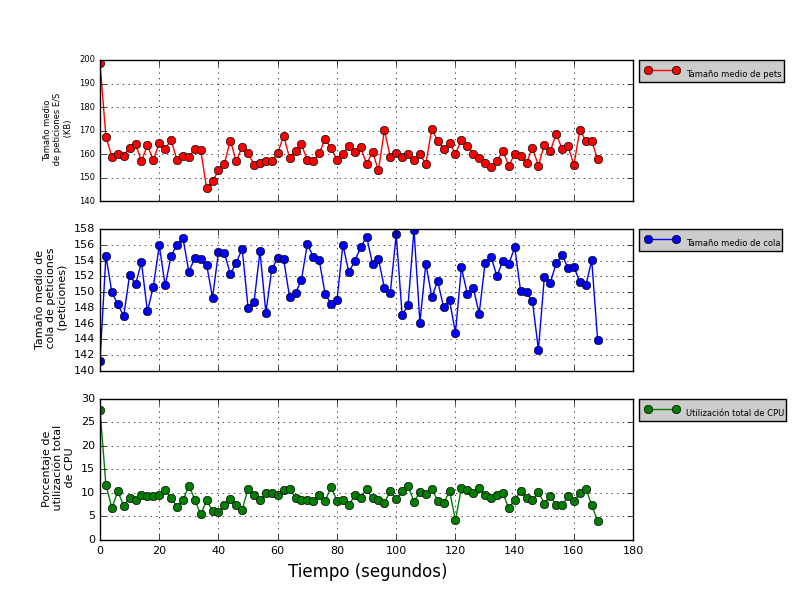 Tamaño medio
de peticiones E/S
(KB)
200
190
180
170
160
150
140
Tamaño medio de pets
Tamaño medio de
cola de peticiones
(peticiones)
158
156
154
152
150
148
146
144
142
140
Tamaño medio de cola
Porcentaje de
utilización total
de CPU
30
25
20
15
10
5
0
Utilización total de CPU
0 20 40 60 80 100 120 140 160 180
Tiempo (segundos)